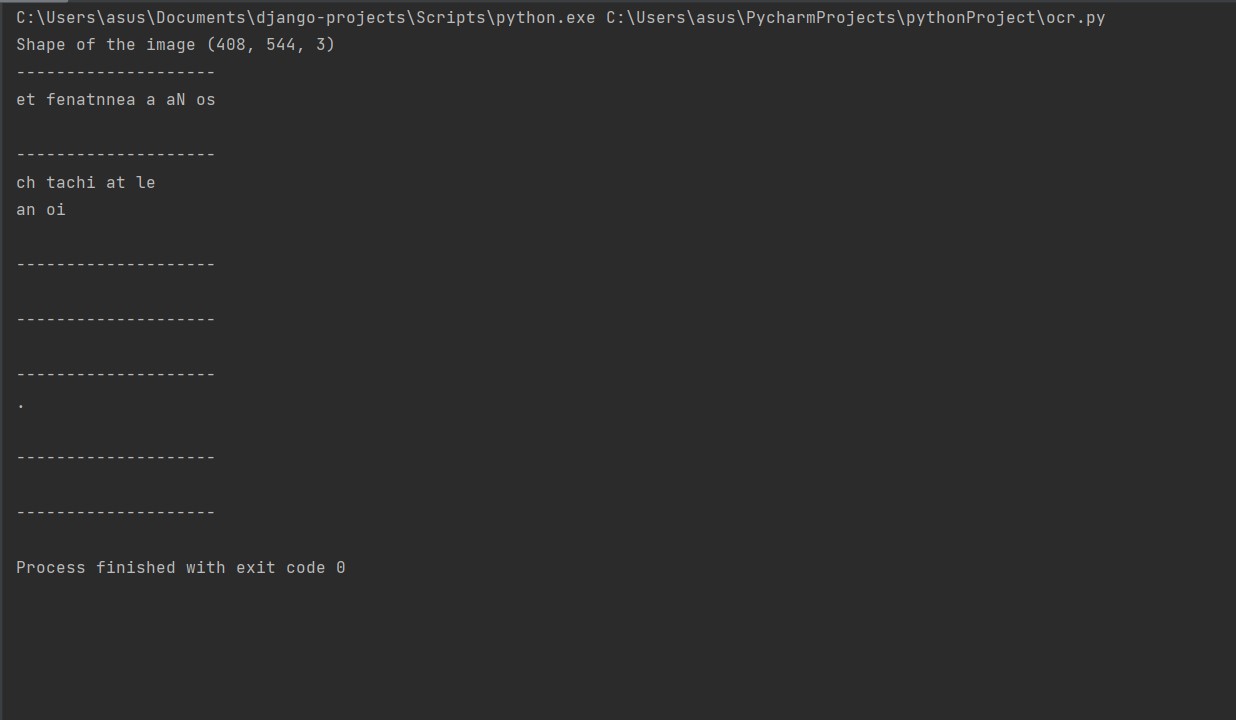 C:\Users\asus\Documents\django-projects\Scripts\python.exe C:\Users\asus\PycharmProjects\pythonProject\ocr.py
Shape of the image (408, 544, 3)
--------------------
et fenatnnea a aN os
--------------------
ch tachi at le
an oi
--------------------
--------------------
--------------------
.
--------------------
--------------------
Process finished with exit code 0